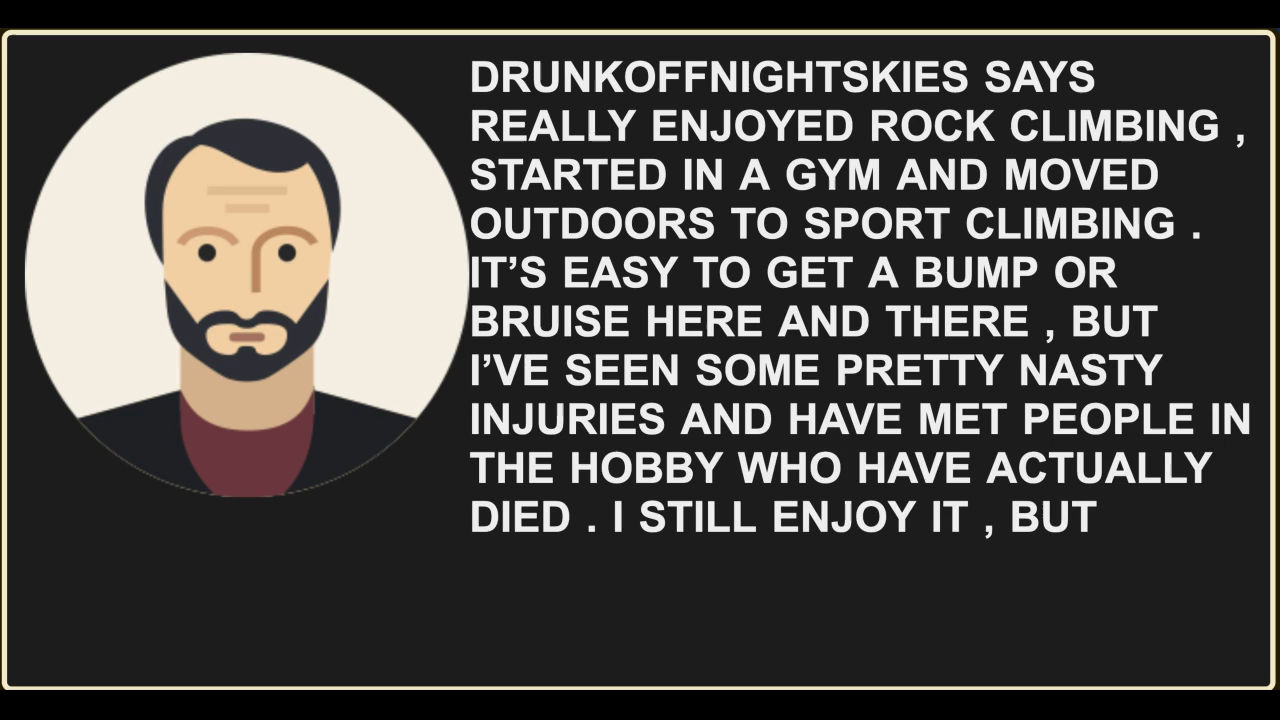 DRUNKOFFNIGHTSKIES SAYS
REALLY ENJOYED ROCK CLIMBING ,
STARTED IN A GYM AND MOVED
OUTDOORS TO SPORT CLIMBING .
IT’S EASY TO GET A BUMP OR
BRUISE HERE AND THERE , BUT
I’VE SEEN SOME PRETTY NASTY
INJURIES AND HAVE MET PEOPLE IN
THE HOBBY WHO HAVE ACTUALLY
DIED . I STILL ENJOY IT , BUT